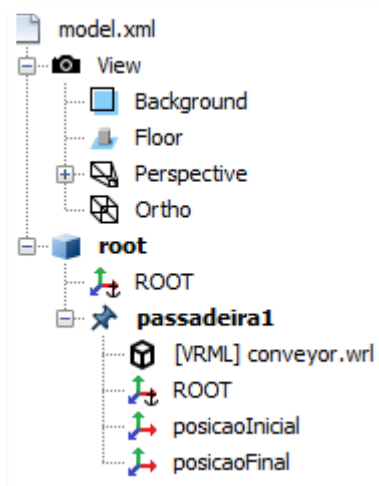 model.xml
View
Background
Floor
Perspective
Ortho
root
ROOT
passadeira1
[VRML] conveyor.wrl
ROOT
posicaoInicial
posicaoFinal